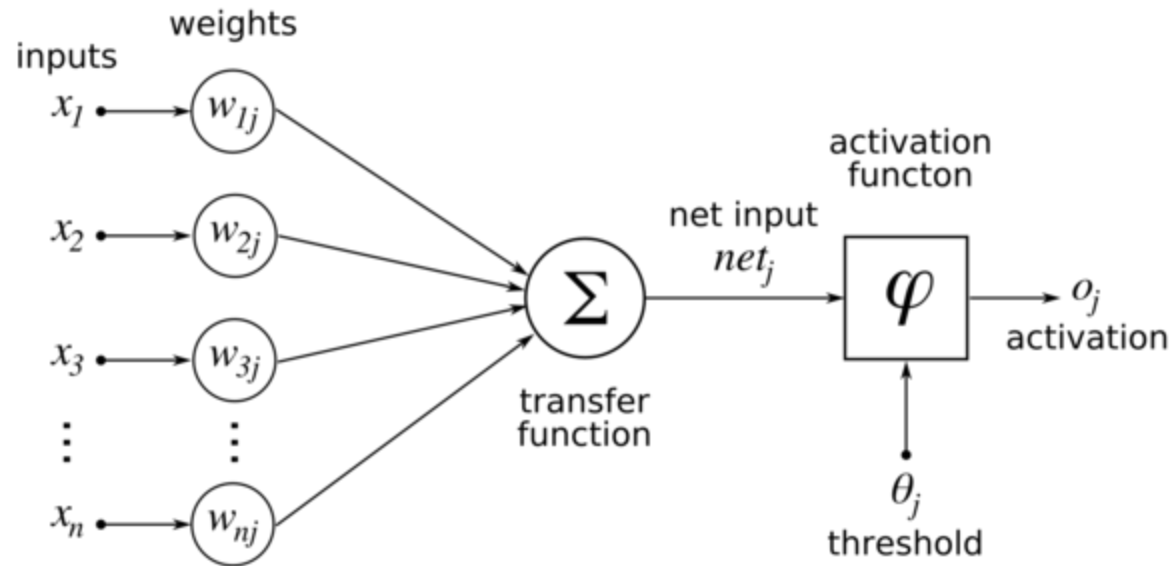 weights
inputs
x1
w1j
x2
w2j
x3
w3j
⋮
⋮
xn
wnj
Σ
transfer
function
net input
netj
activation
functon
φ
oj
activation
θj
threshold